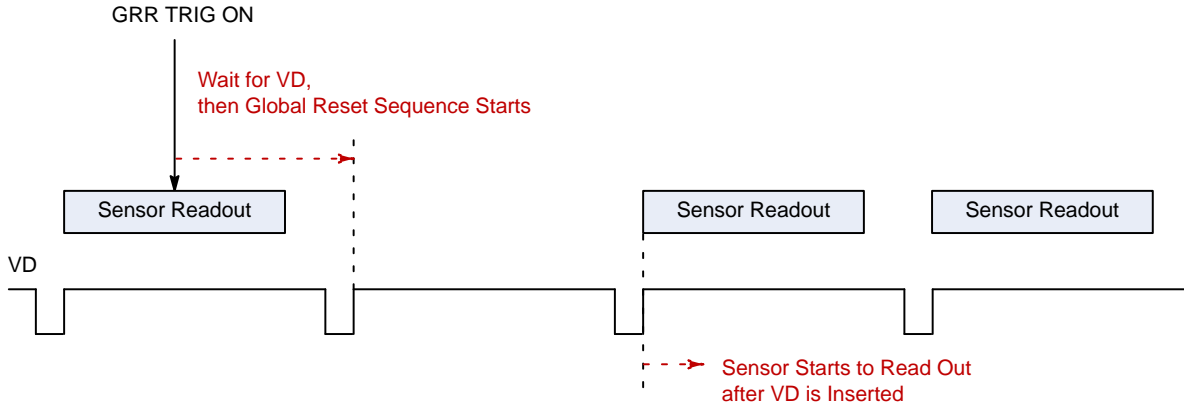 GRR TRIG ON
Wait for VD,
then Global Reset Sequence Starts
Sensor Readout
Sensor Readout
Sensor Readout
VD
Sensor Starts to Read Out
after VD is Inserted